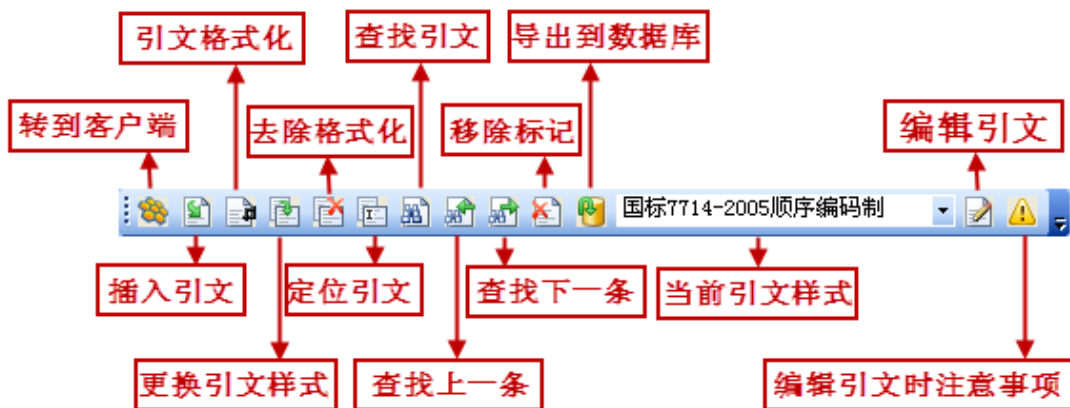 引文格式化
查找引文
导出到数据库
转到客户端
去除格式化
移除标记
编辑引文
国标7714-2005顺序编码制
插入引文
定位引文
查找下一条
当前引文样式
更换引文样式
查找上一条
编辑引文时注意事项